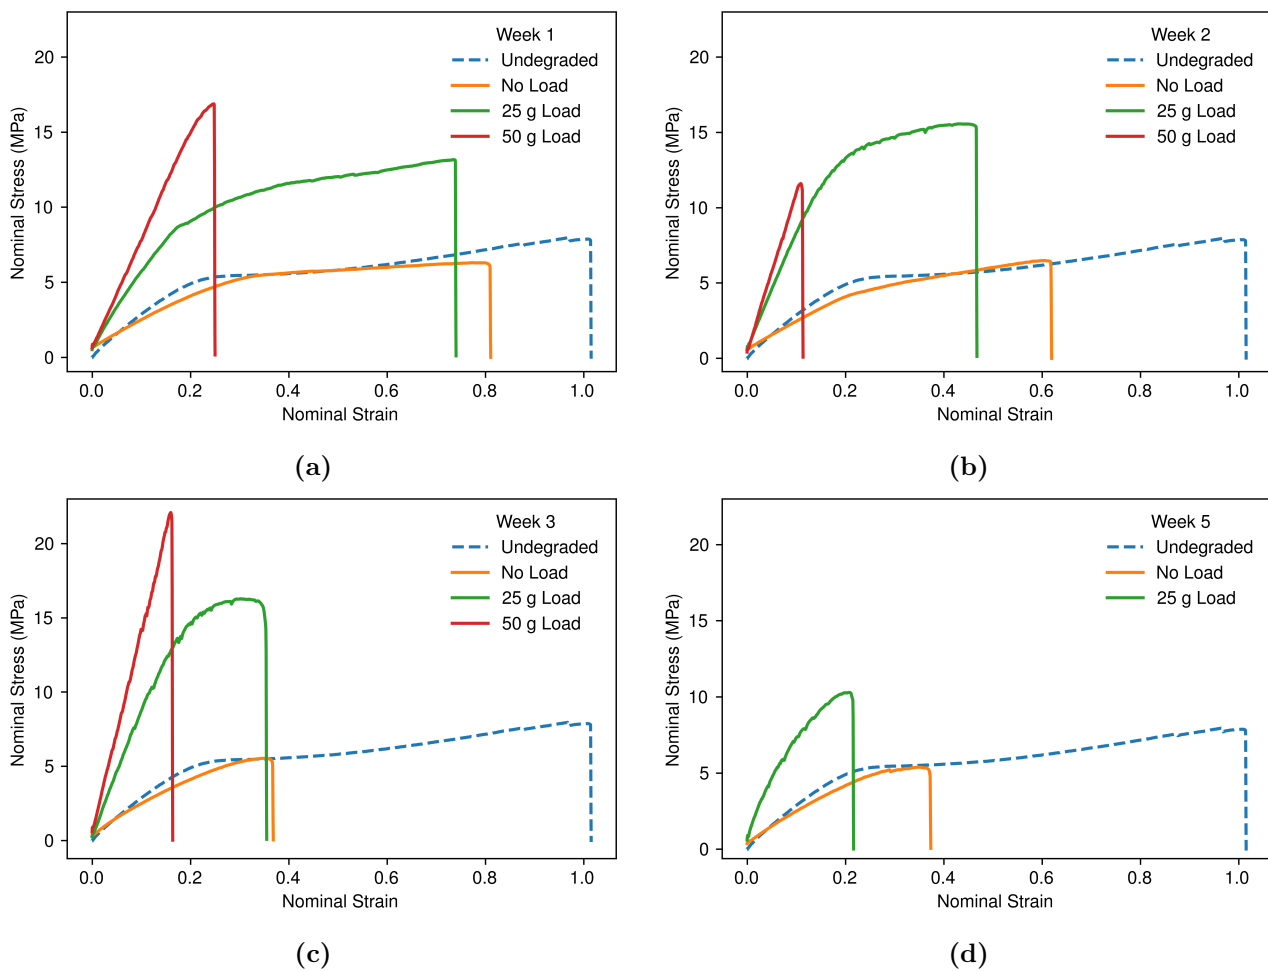 Week 1
Undegraded
No Load
25 g Load
50 g Load
20
15
10
5
0
Nominal Stress (MPa)
0.0 0.2 0.4 0.6 0.8 1.0
Nominal Strain
(a)
Week 2
Undegraded
No Load
25 g Load
50 g Load
20
15
10
5
0
Nominal Stress (MPa)
0.0 0.2 0.4 0.6 0.8 1.0
Nominal Strain
(b)
Week 3
Undegraded
No Load
25 g Load
50 g Load
20
15
10
5
0
Nominal Stress (MPa)
0.0 0.2 0.4 0.6 0.8 1.0
Nominal Strain
(c)
Week 5
Undegraded
No Load
25 g Load
20
15
10
5
0
Nominal Stress (MPa)
0.0 0.2 0.4 0.6 0.8 1.0
Nominal Strain
(d)